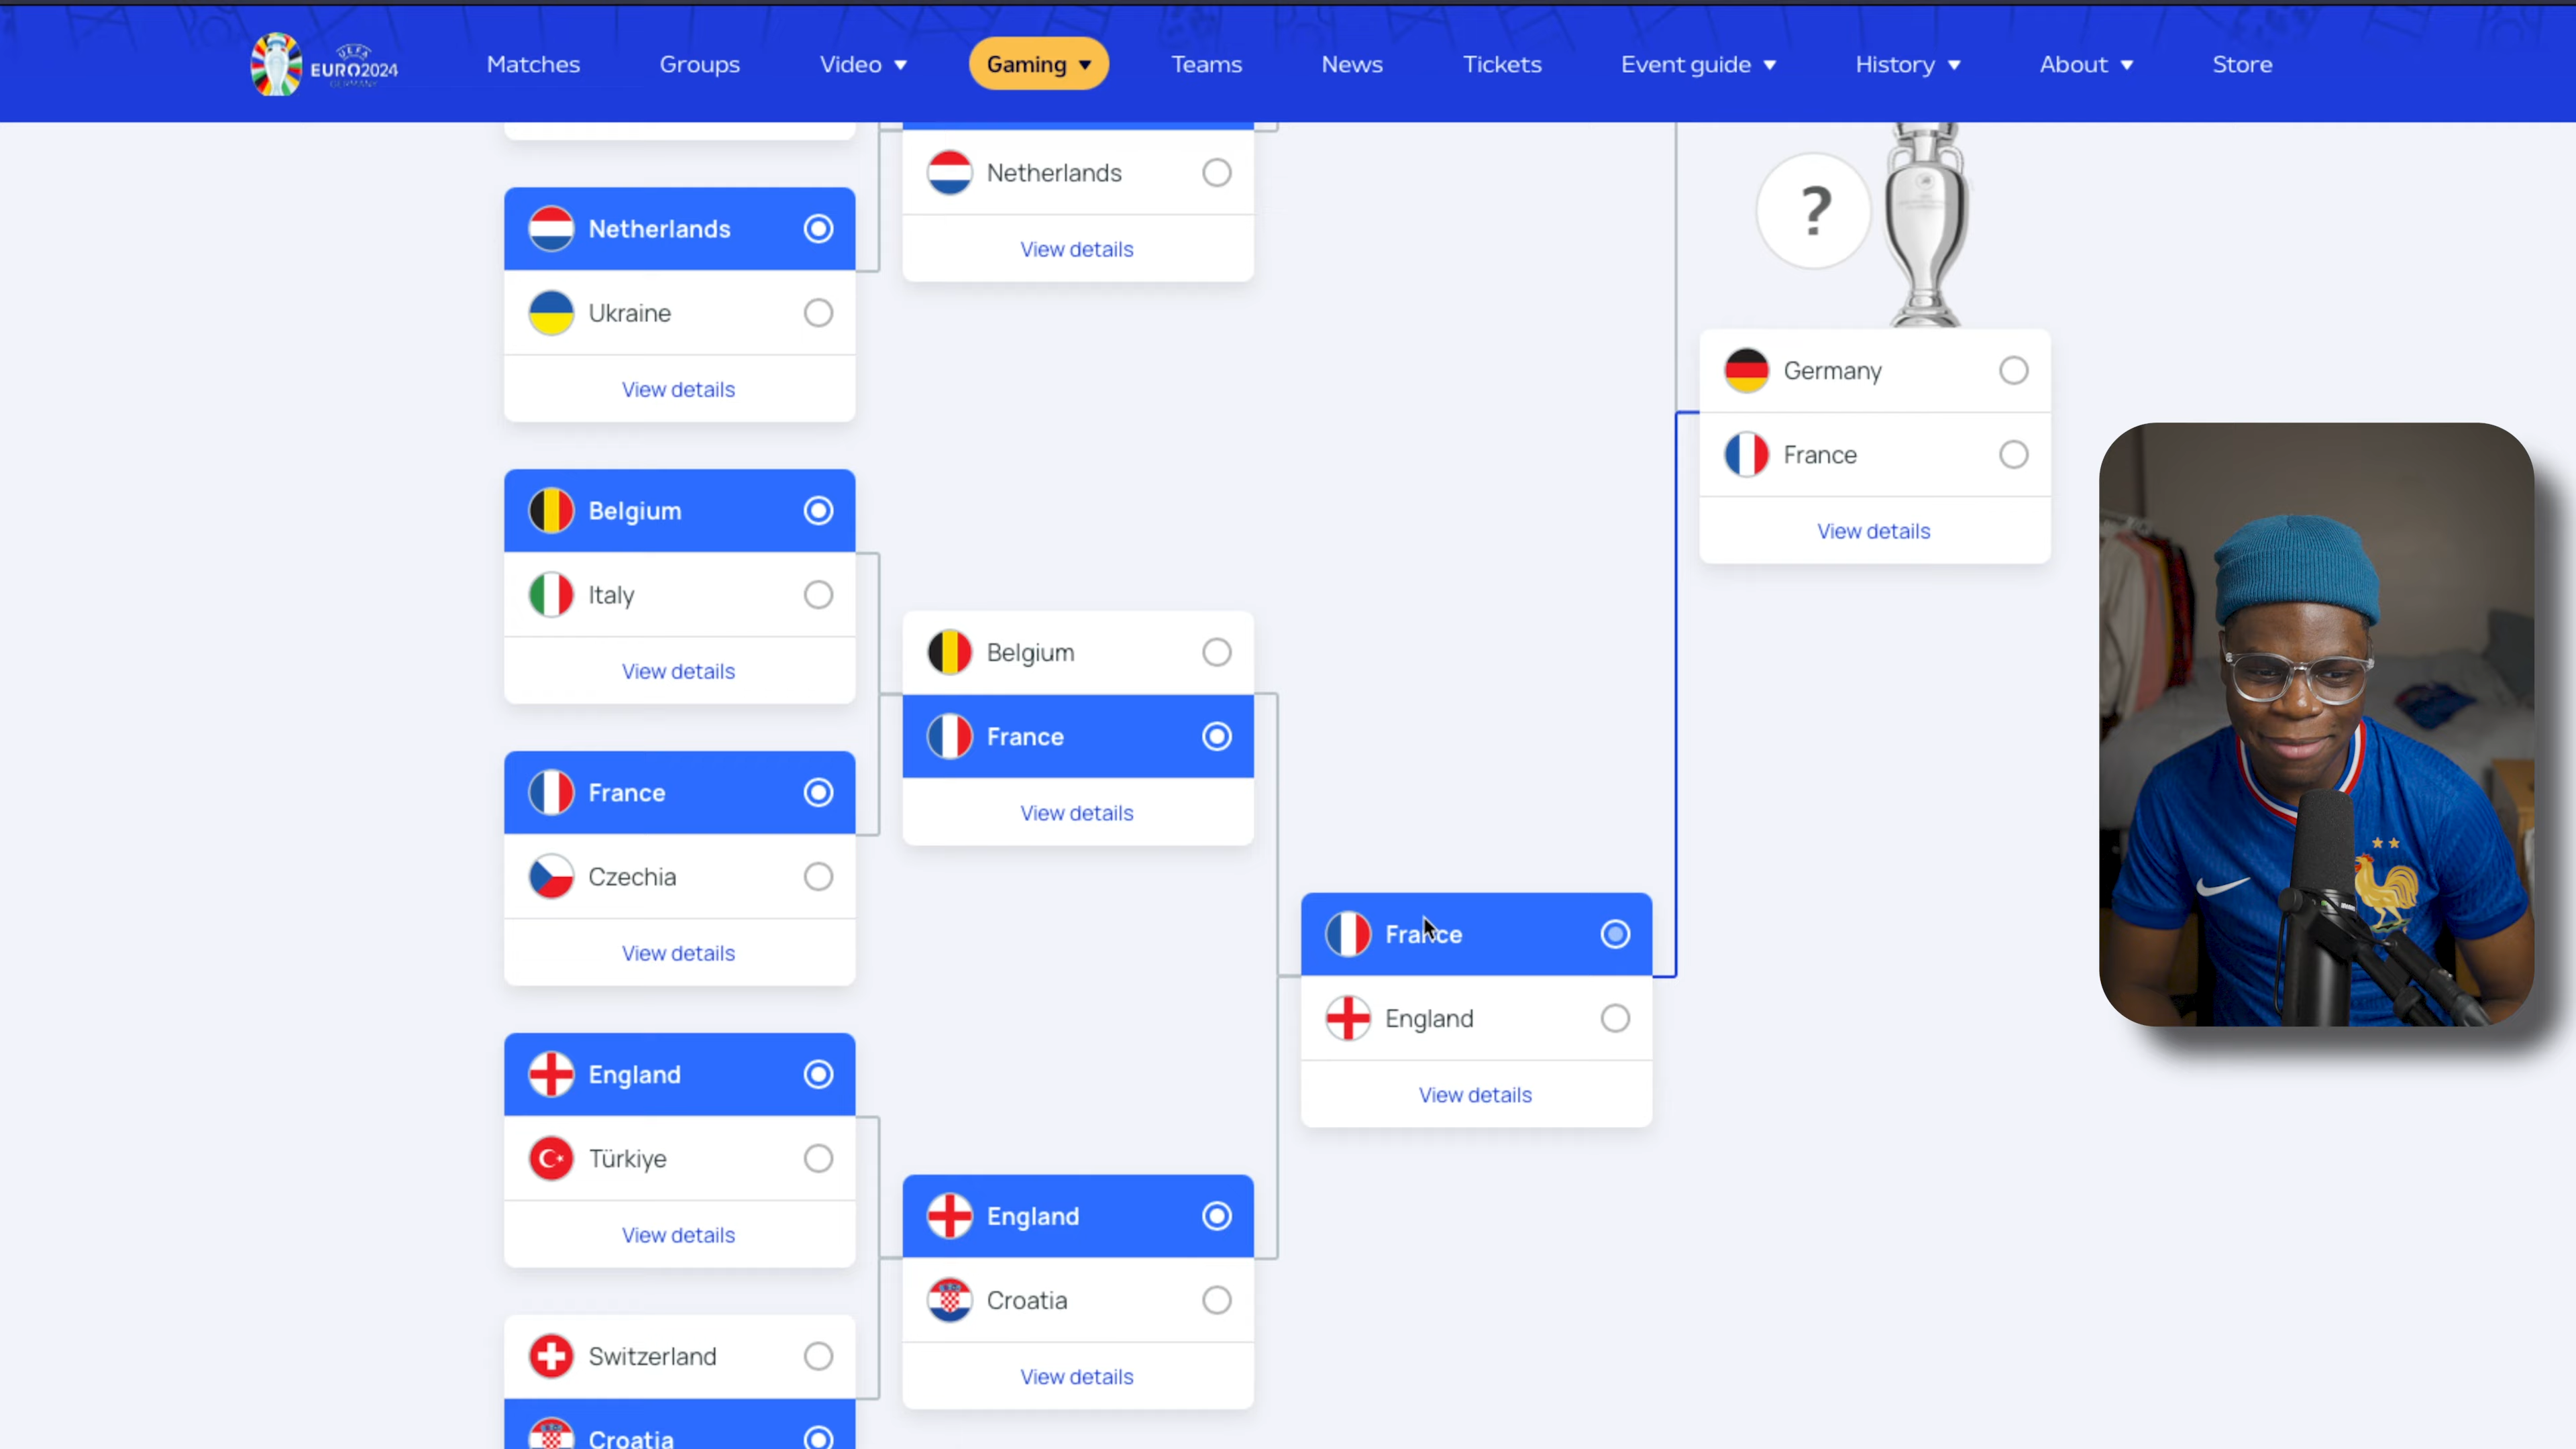 UEFA
EURO2024
GERMANY
Matches
Groups
Video
Gaming
Teams
News
Tickets
Event guide
History
About
Store
Netherlands
View details
Netherlands
Ukraine
View details
?
Germany
France
View details
Belgium
Italy
View details
Belgium
France
View details
France
Czechia
View details
France
England
View details
England
Türkiye
View details
England
Croatia
View details
Switzerland
Croatia